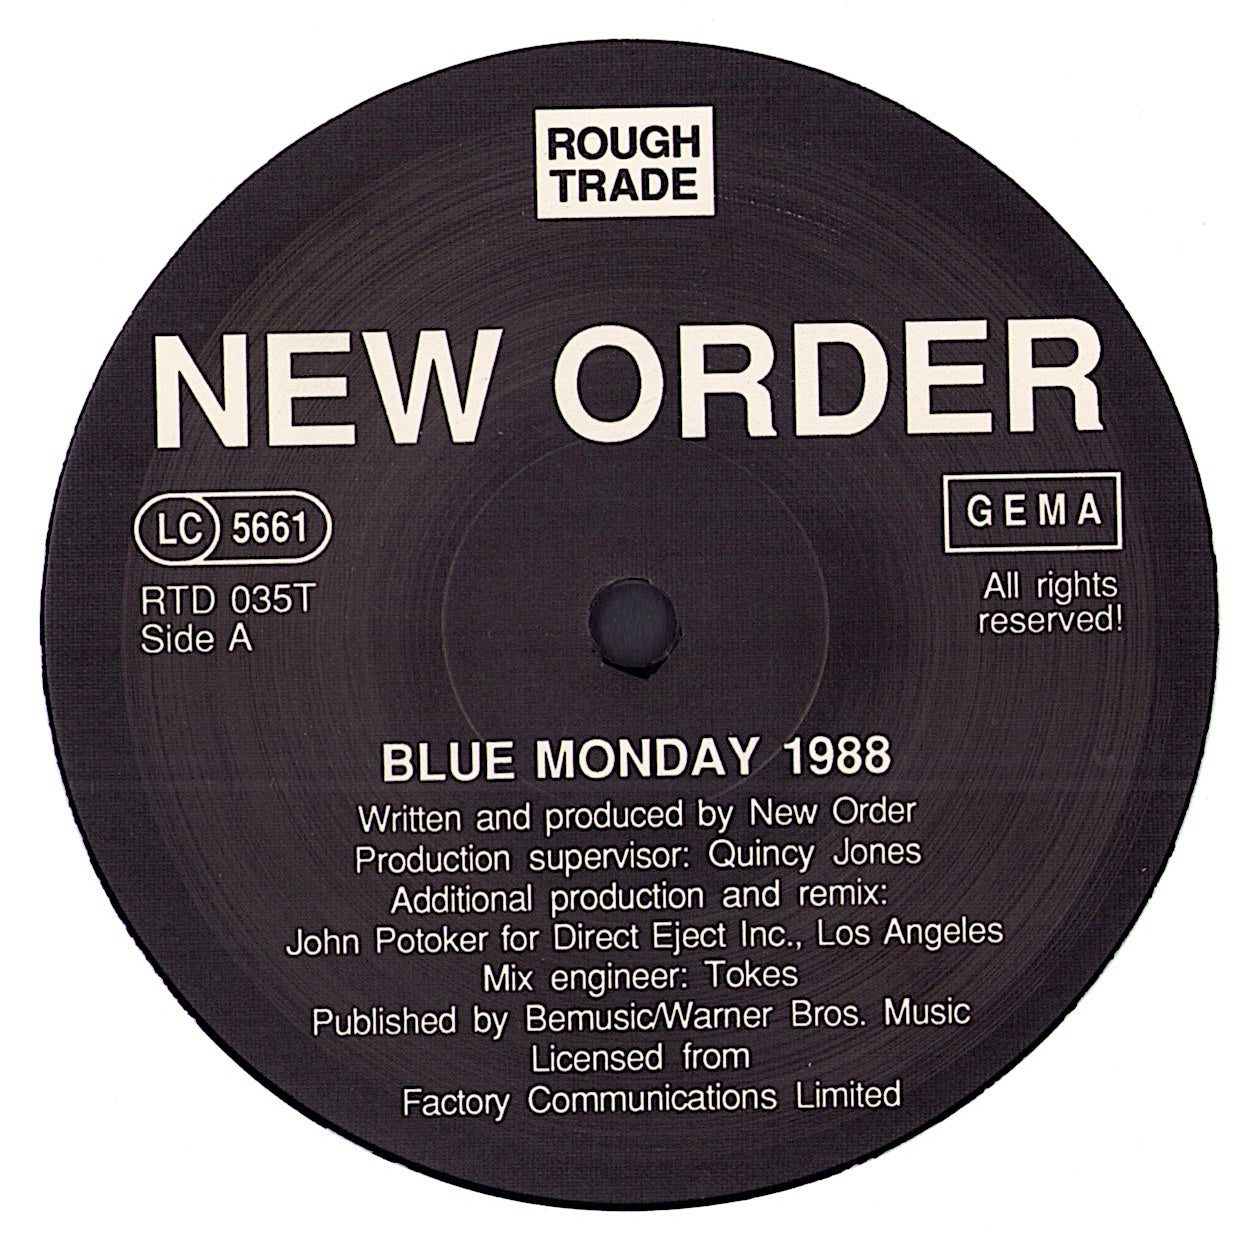 ROUGH
TRADE
NEW ORDER
LC 5661
GEMA
RTD 035T
Side A
All rights
reserved!
BLUE MONDAY 1988
Written and produced by New Order
Production supervisor: Quincy Jones
Additional production and remix:
John Potoker for Direct Eject Inc., Los Angeles
Mix engineer: Tokes
Published by Bemusic/Warner Bros. Music
Licensed from
Factory Communications Limited